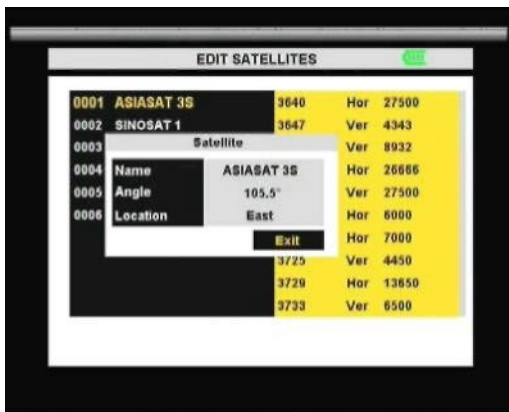 EDIT SATELLITES
0001 ASIASAT 3S 3640 Hor 27500
0002 SINOSAT 1 3647 Ver 4343
0003 Ver 8932
Satellite
0004 Hor 26666
Name ASIASAT 3S
0005 Ver 27500
Angle 105.5°
0006 Hor 6000
Location East
Hor 7000
Exit
3725 Ver 4450
3729 Hor 13650
3733 Ver 6500